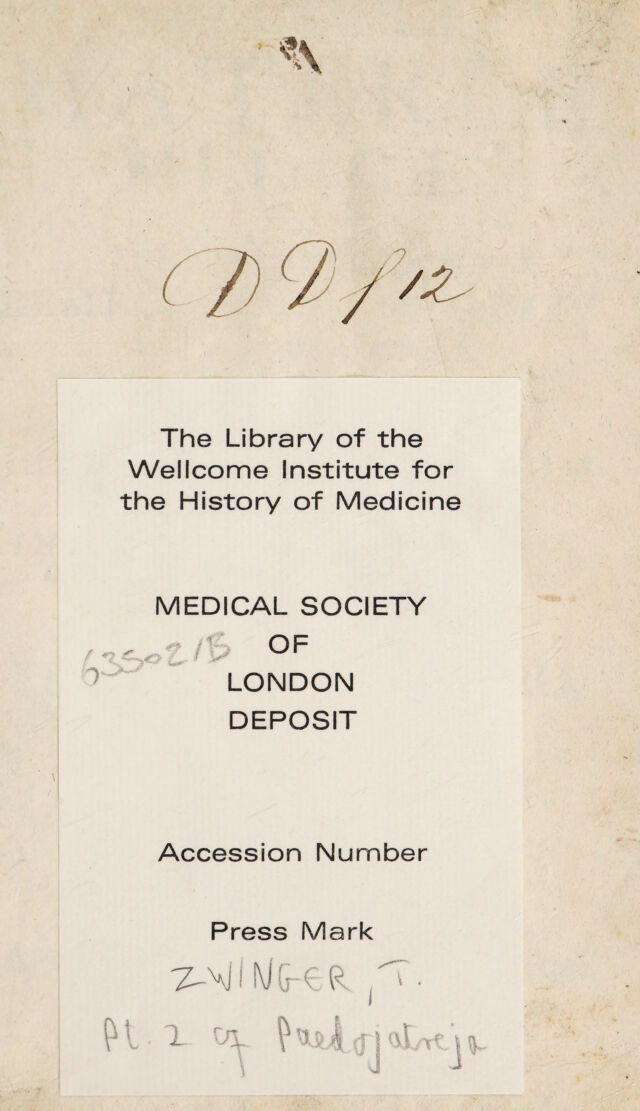 DD f 12
The Library of the
Wellcome Institute for
the History of Medicine
MEDICAL SOCIETY
63502/B OF
LONDON
DEPOSIT
Accession Number
Press Mark
ZWINGER, T.
Pt. 2 of Paedojatreja